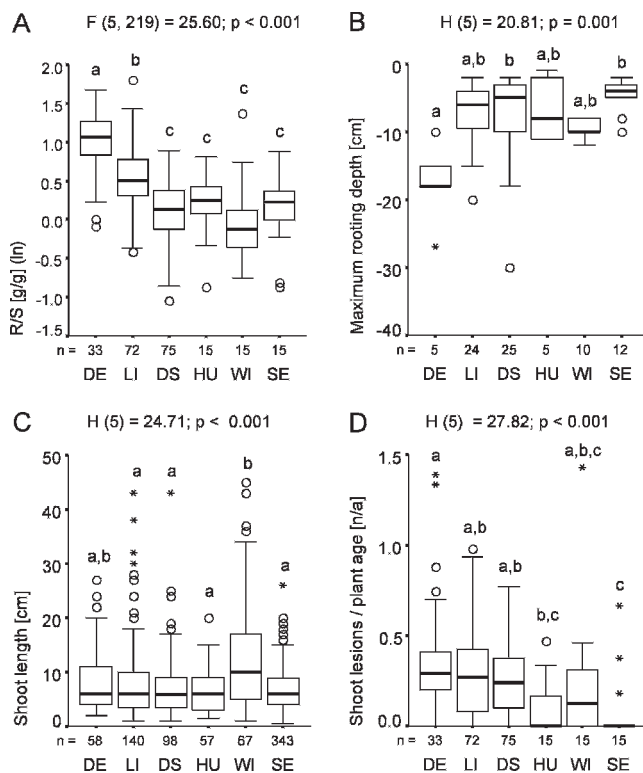 A F (5, 219) = 25.60; p < 0.001
R/S [g/g] (ln)
2.0
1.5
1.0
0.5
0.0
-0.5
-1.0
-1.5
a b c c c c
n = 33 72 75 15 15 15
DE LI DS HU WI SE
B H (5) = 20.81; p = 0.001
Maximum rooting depth [cm]
0
-10
-20
-30
-40
a a,b b a,b a,b b
n = 5 24 25 5 10 12
DE LI DS HU WI SE
C H (5) = 24.71; p < 0.001
Shoot length [cm]
50
40
30
20
10
0
a,b a a a b a
n = 58 140 98 57 67 343
DE LI DS HU WI SE
D H (5) = 27.82; p < 0.001
Shoot lesions / plant age [n/a]
1.5
1.0
0.5
0.0
a a,b a,b b,c a,b,c c
n = 33 72 75 15 15 15
DE LI DS HU WI SE